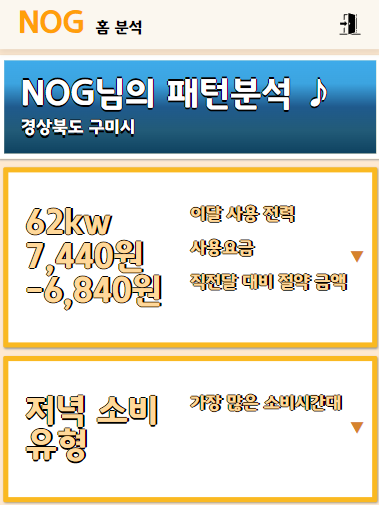 NOG 홈 분석
NOG님의 패턴분석 ♪
경상북도 구미시
62kw 이달 사용 전력
7,440원 사용요금
-6,840원 직전달 대비 절약 금액
저녁 소비 가장 많은 소비시간대
유형